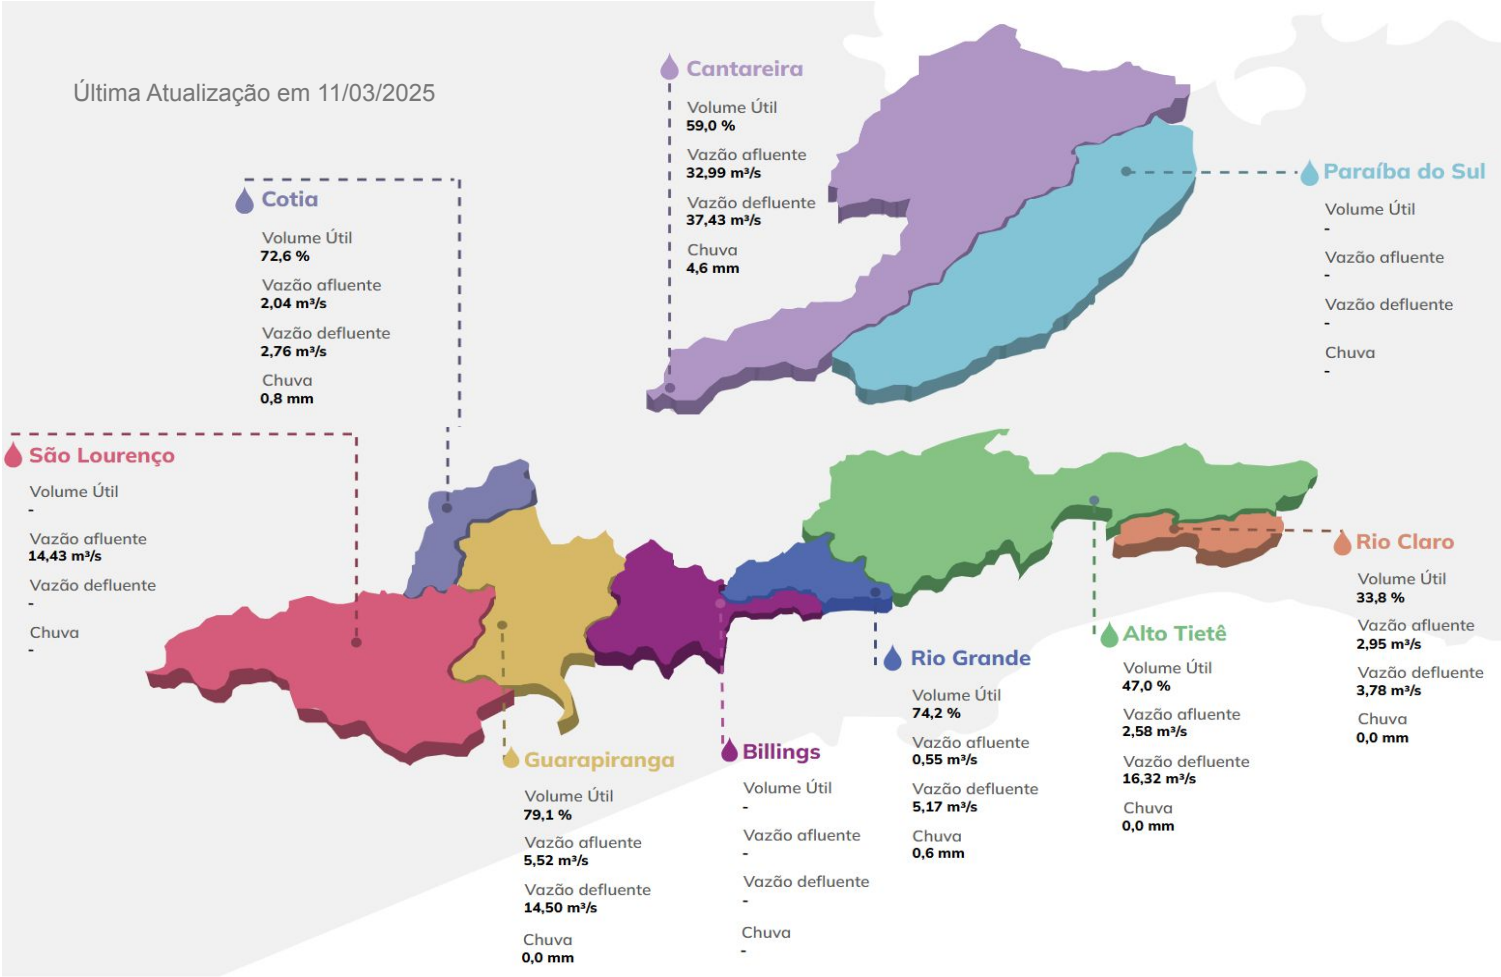 Última Atualização em 11/03/2025
Cantareira
Volume Útil
59,0 %
Vazão afluente
32,99 m³/s
Vazão defluente
37,43 m³/s
Chuva
4,6 mm
Paraíba do Sul
Volume Útil
-
Vazão afluente
-
Vazão defluente
-
Chuva
-
Cotia
Volume Útil
72,6 %
Vazão afluente
2,04 m³/s
Vazão defluente
2,76 m³/s
Chuva
0,8 mm
São Lourenço
Volume Útil
-
Vazão afluente
14,43 m³/s
Vazão defluente
-
Chuva
-
Guarapiranga
Volume Útil
79,1 %
Vazão afluente
5,52 m³/s
Vazão defluente
14,50 m³/s
Chuva
0,0 mm
Billings
Volume Útil
-
Vazão afluente
-
Vazão defluente
-
Chuva
-
Rio Grande
Volume Útil
74,2 %
Vazão afluente
0,55 m³/s
Vazão defluente
5,17 m³/s
Chuva
0,6 mm
Alto Tietê
Volume Útil
47,0 %
Vazão afluente
2,58 m³/s
Vazão defluente
16,32 m³/s
Chuva
0,0 mm
Rio Claro
Volume Útil
33,8 %
Vazão afluente
2,95 m³/s
Vazão defluente
3,78 m³/s
Chuva
0,0 mm